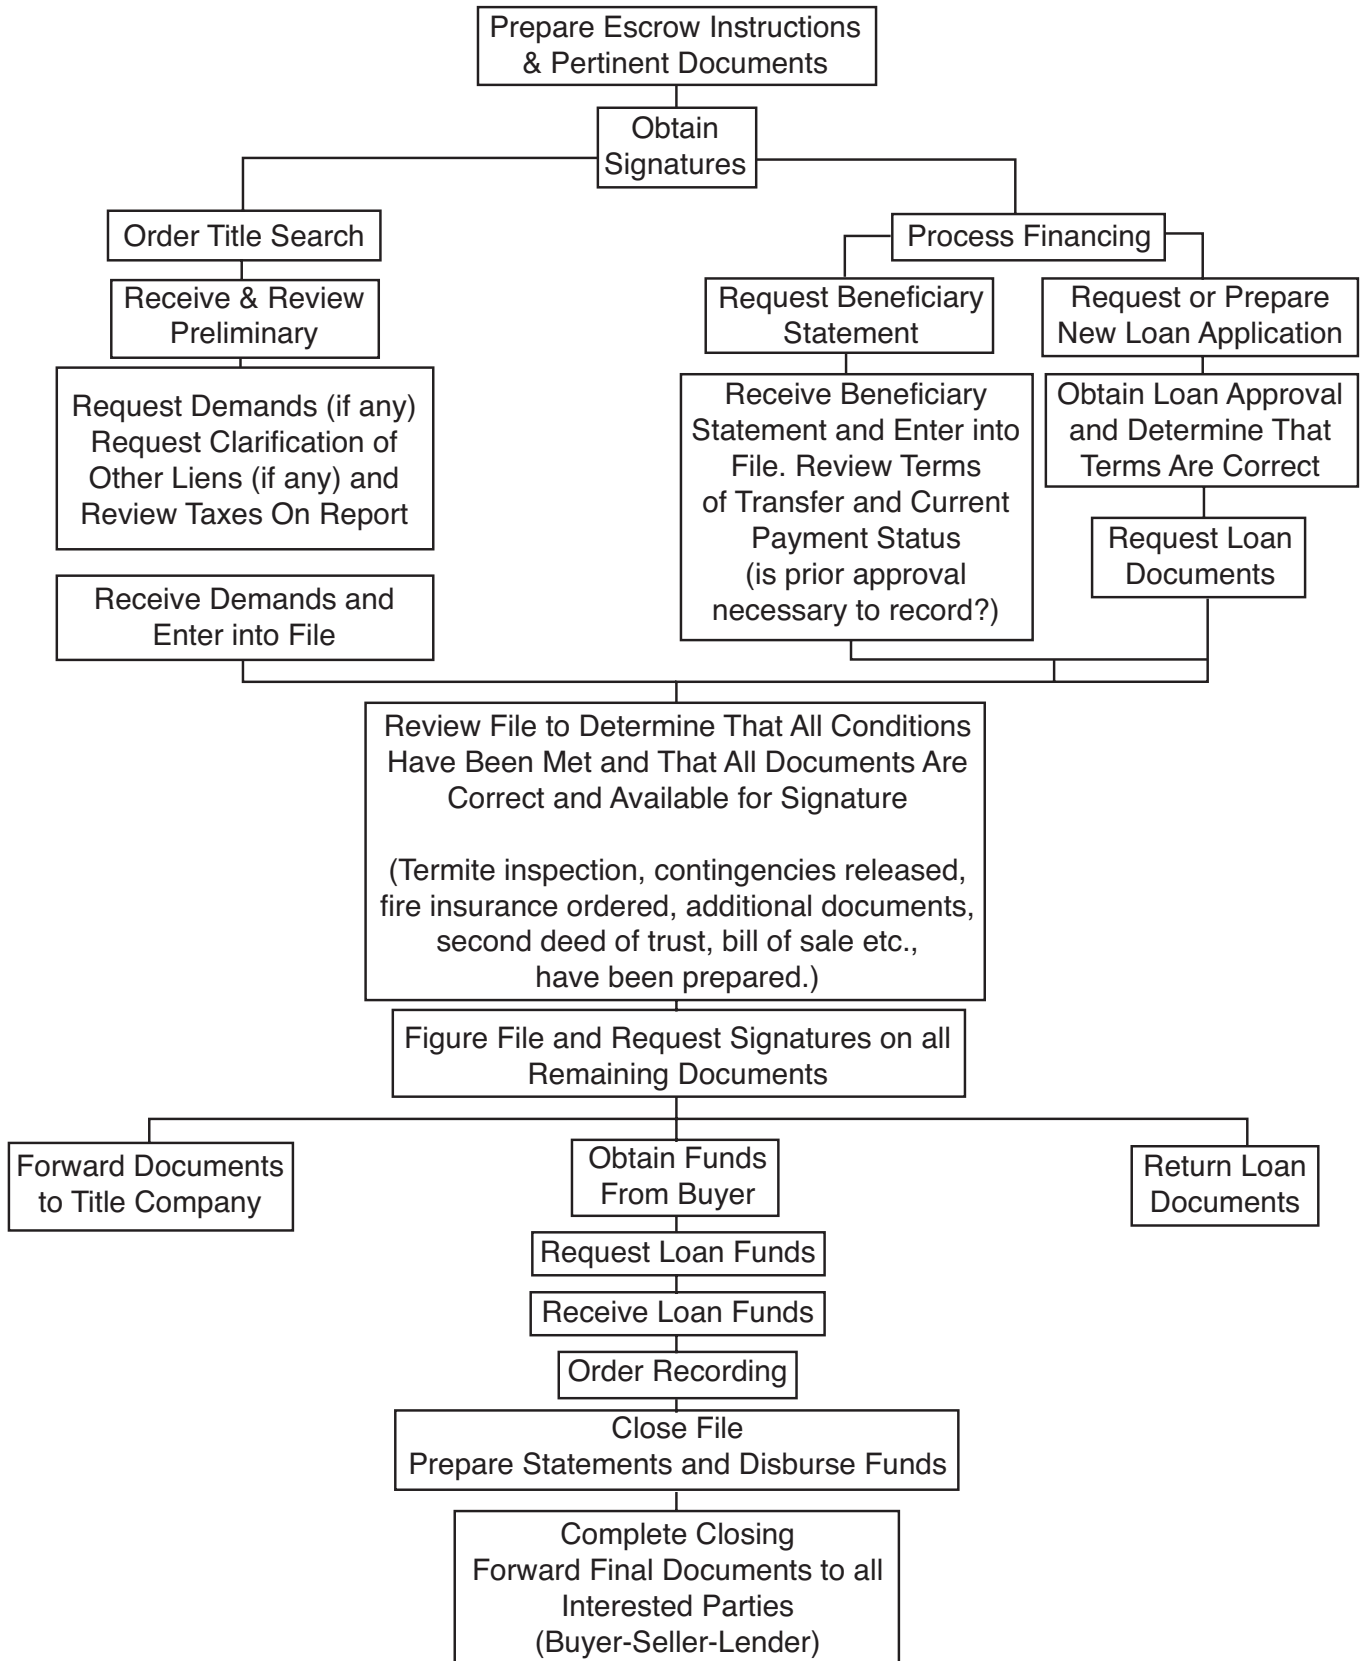 Prepare Escrow Instructions
& Pertinent Documents
Obtain
Signatures
Order Title Search
Process Financing
Receive & Review
Preliminary
Request Beneficiary
Statement
Request or Prepare
New Loan Application
Request Demands (if any)
Request Clarification of
Other Liens (if any) and
Review Taxes On Report
Receive Beneficiary
Statement and Enter into
File. Review Terms
of Transfer and Current
Payment Status
(is prior approval
necessary to record?)
Obtain Loan Approval
and Determine That
Terms Are Correct
Request Loan
Documents
Receive Demands and
Enter into File
Review File to Determine That All Conditions
Have Been Met and That All Documents Are
Correct and Available for Signature
(Termite inspection, contingencies released,
fire insurance ordered, additional documents,
second deed of trust, bill of sale etc.,
have been prepared.)
Figure File and Request Signatures on all
Remaining Documents
Forward Documents
to Title Company
Obtain Funds
From Buyer
Return Loan
Documents
Request Loan Funds
Receive Loan Funds
Order Recording
Close File
Prepare Statements and Disburse Funds
Complete Closing
Forward Final Documents to all
Interested Parties
(Buyer-Seller-Lender)